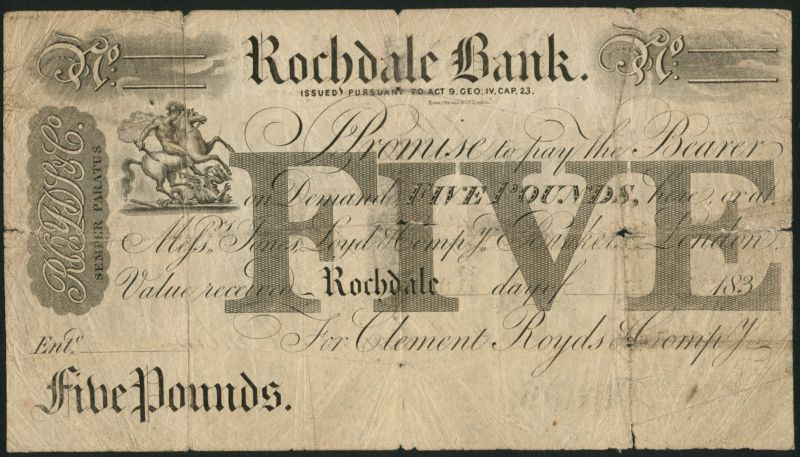 No. Rochdale Bank. No.
ISSUED PURSUANT TO ACT 9. GEO. IV. CAP. 23.
I Promise to pay the Bearer
on Demand FIVE POUNDS, here, or at
Messrs. Jones, Loyd & Compy. Bankers London.
Value received Rochdale day of 183
FIVE
For Clement Royds & Compy.
Entd.
Five Pounds.
SEMPER PARATUS